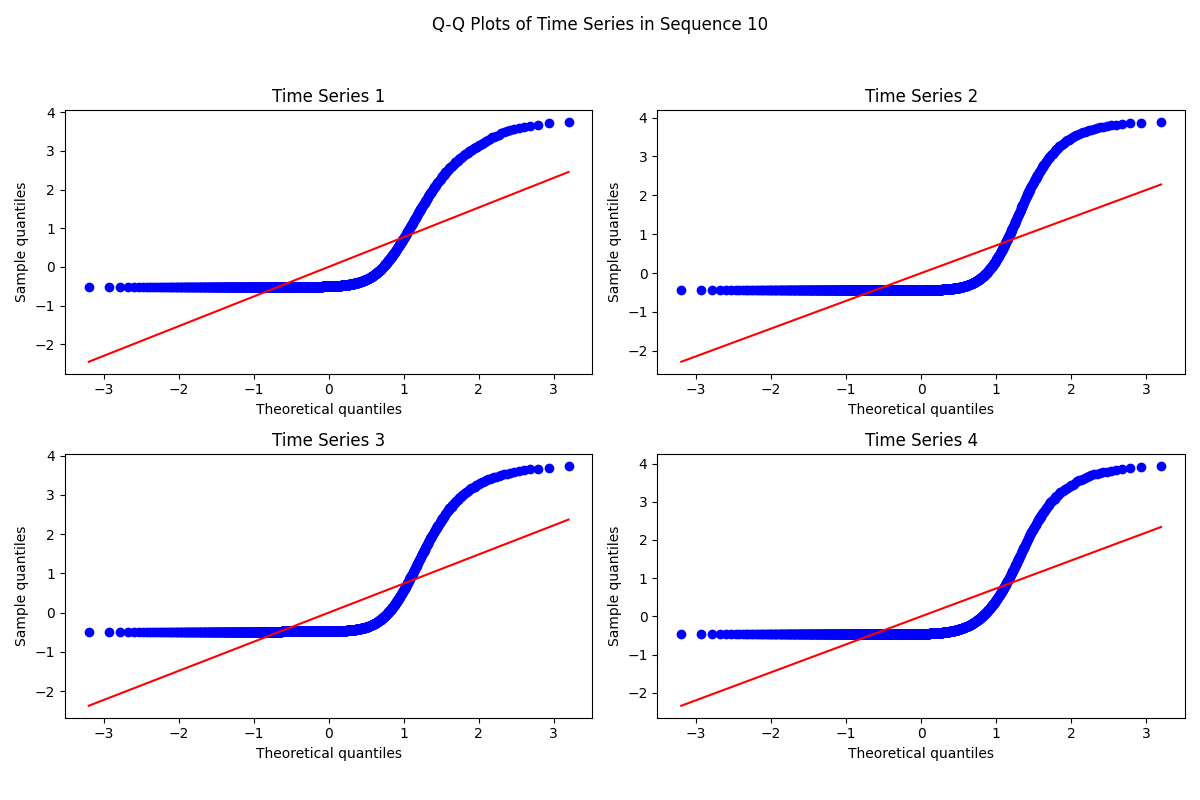 Q-Q Plots of Time Series in Sequence 10
Time Series 1
4
3
2
1
0
−1
−2
Sample quantiles
−3 −2 −1 0 1 2 3
Theoretical quantiles
Time Series 2
4
3
2
1
0
−1
−2
Sample quantiles
−3 −2 −1 0 1 2 3
Theoretical quantiles
Time Series 3
4
3
2
1
0
−1
−2
Sample quantiles
−3 −2 −1 0 1 2 3
Theoretical quantiles
Time Series 4
4
3
2
1
0
−1
−2
Sample quantiles
−3 −2 −1 0 1 2 3
Theoretical quantiles